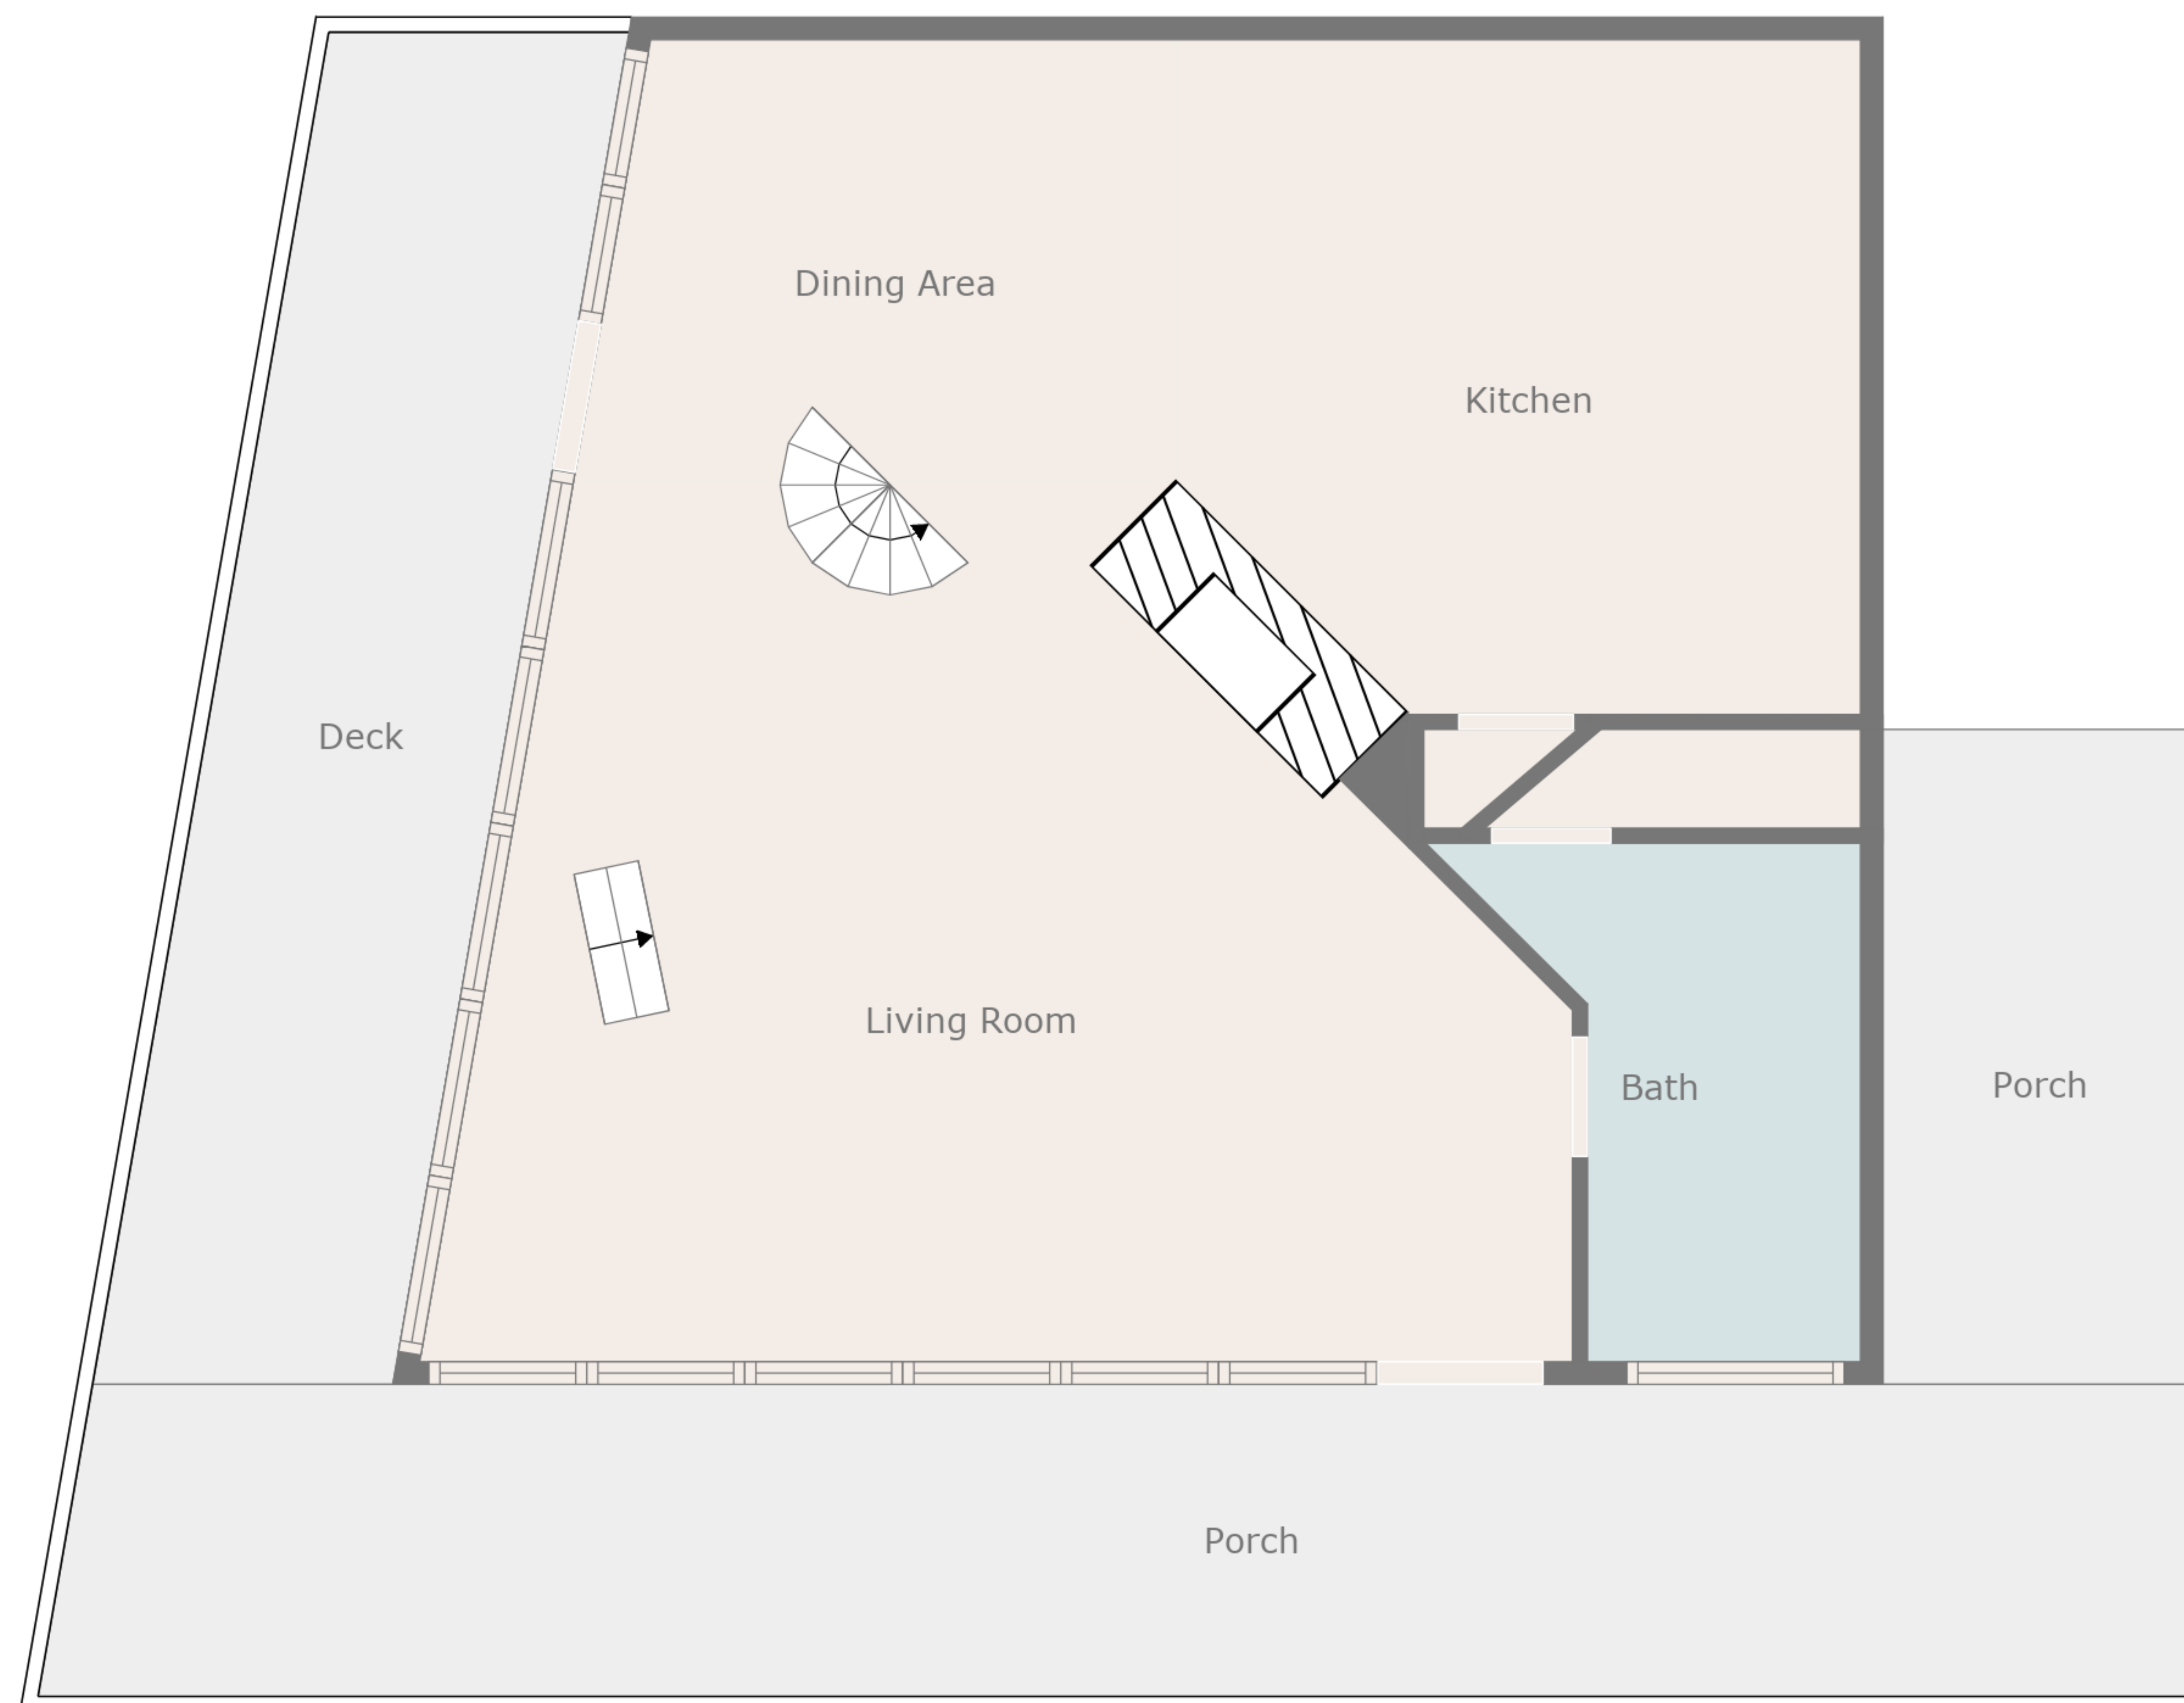 Dining Area
Kitchen
Deck
Living Room
Bath
Porch
Porch